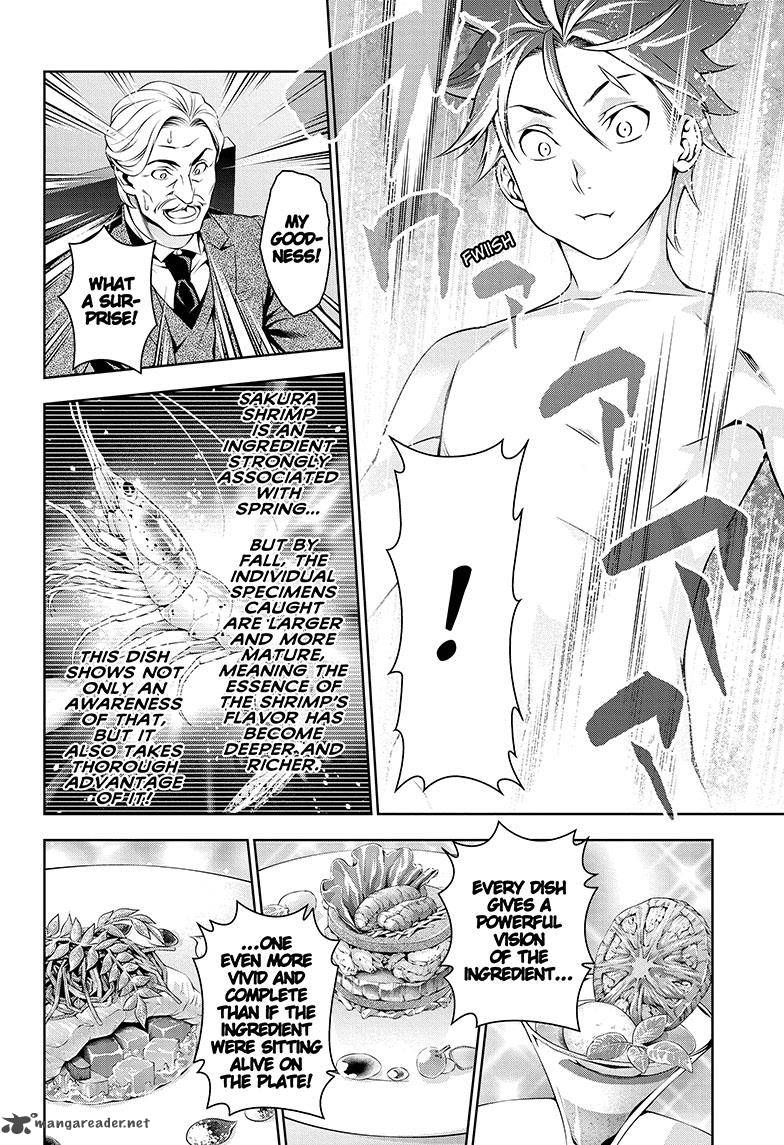 FWIISH
!
MY
GOOD-
NESS!
WHAT
A SUR-
PRISE!
SAKURA
SHRIMP
IS AN
INGREDIENT
STRONGLY
ASSOCIATED
WITH
SPRING...
BUT BY
FALL, THE
INDIVIDUAL
SPECIMENS
CAUGHT
ARE LARGER
AND MORE
MATURE,
MEANING THE
ESSENCE OF
THE SHRIMP'S
FLAVOR HAS
BECOME
DEEPER AND
RICHER.
THIS DISH
SHOWS NOT
ONLY AN
AWARENESS
OF THAT,
BUT IT
ALSO TAKES
THOROUGH
ADVANTAGE
OF IT!
EVERY DISH
GIVES A
POWERFUL
VISION
OF THE
INGREDIENT...
...ONE
EVEN MORE
VIVID AND
COMPLETE
THAN IF THE
INGREDIENT
WERE SITTING
ALIVE ON
THE PLATE!
mangareader.net